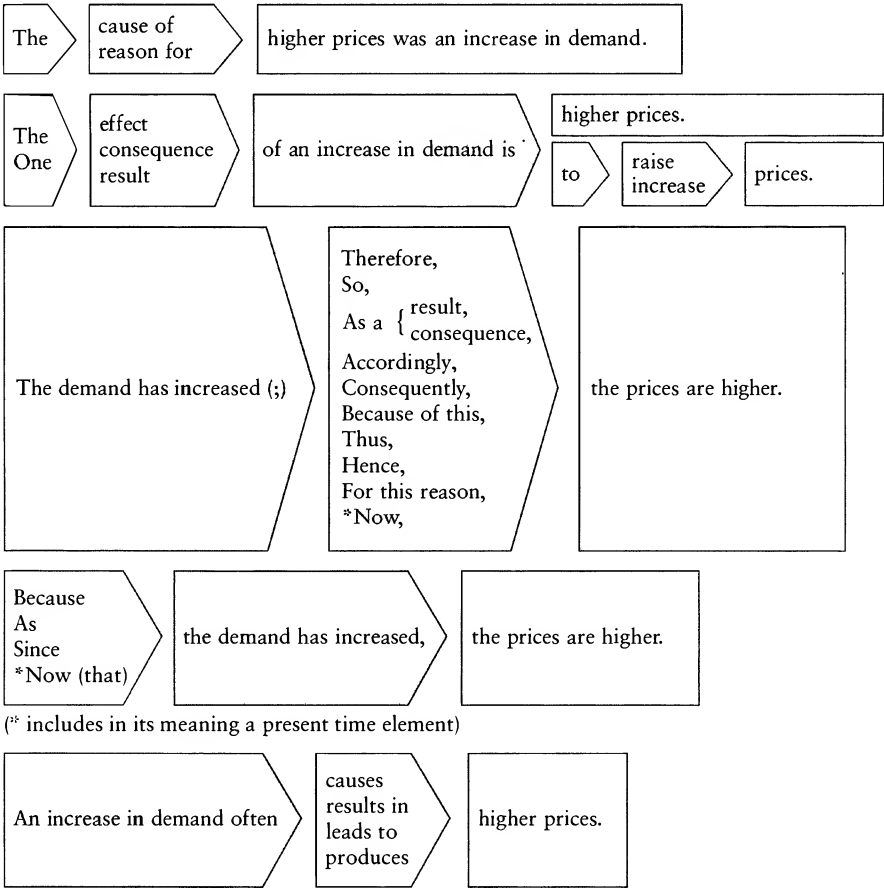 The
cause of
reason for
higher prices was an increase in demand.
The
One
effect
consequence
result
of an increase in demand is
higher prices.
to
raise
increase
prices.
The demand has increased (;)
Therefore,
So,
As a { result,
consequence,
Accordingly,
Consequently,
Because of this,
Thus,
Hence,
For this reason,
*Now,
the prices are higher.
Because
As
Since
*Now (that)
the demand has increased,
the prices are higher.
(* includes in its meaning a present time element)
An increase in demand often
causes
results in
leads to
produces
higher prices.